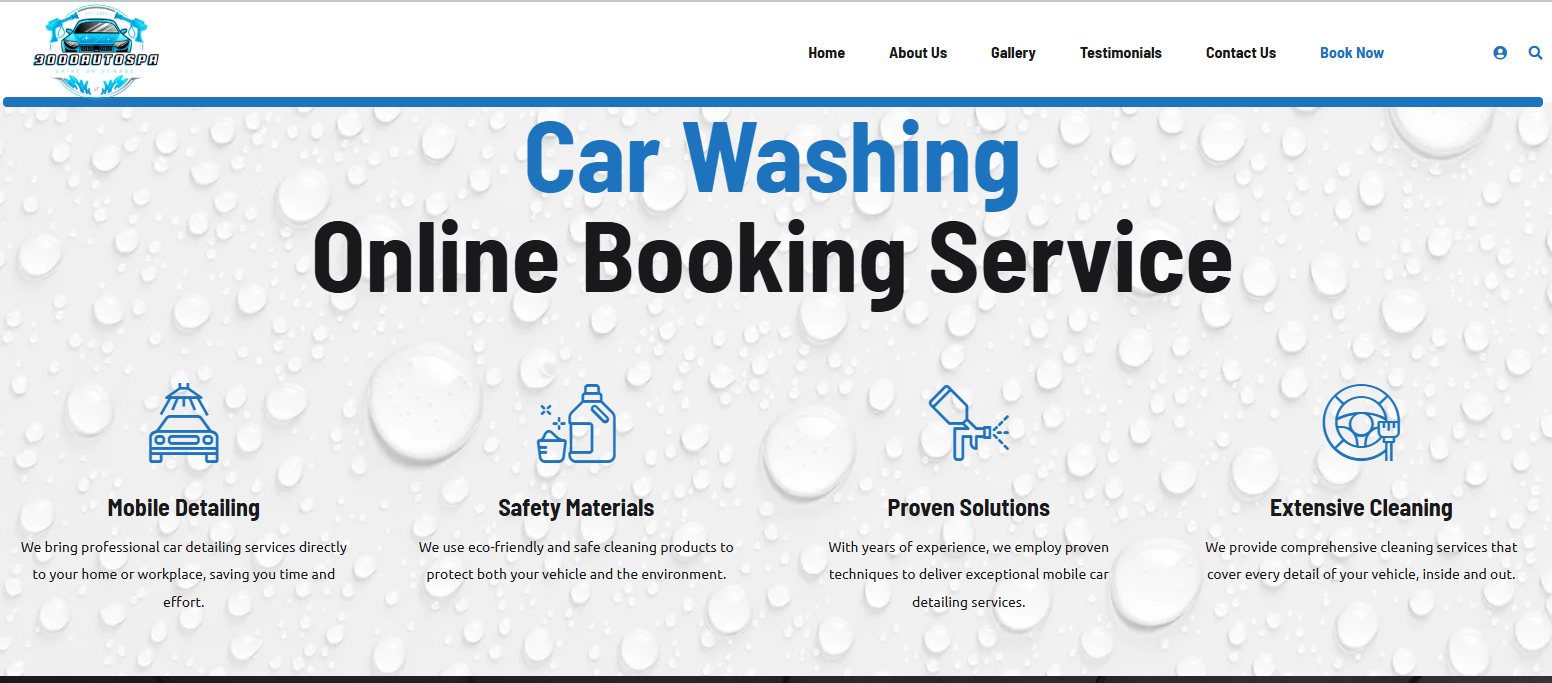 3000AUTOSPA
Home About Us Gallery Testimonials Contact Us Book Now
Car Washing
Online Booking Service
Mobile Detailing
We bring professional car detailing services directly
to your home or workplace, saving you time and
effort.
Safety Materials
We use eco-friendly and safe cleaning products to
protect both your vehicle and the environment.
Proven Solutions
With years of experience, we employ proven
techniques to deliver exceptional mobile car
detailing services.
Extensive Cleaning
We provide comprehensive cleaning services that
cover every detail of your vehicle, inside and out.